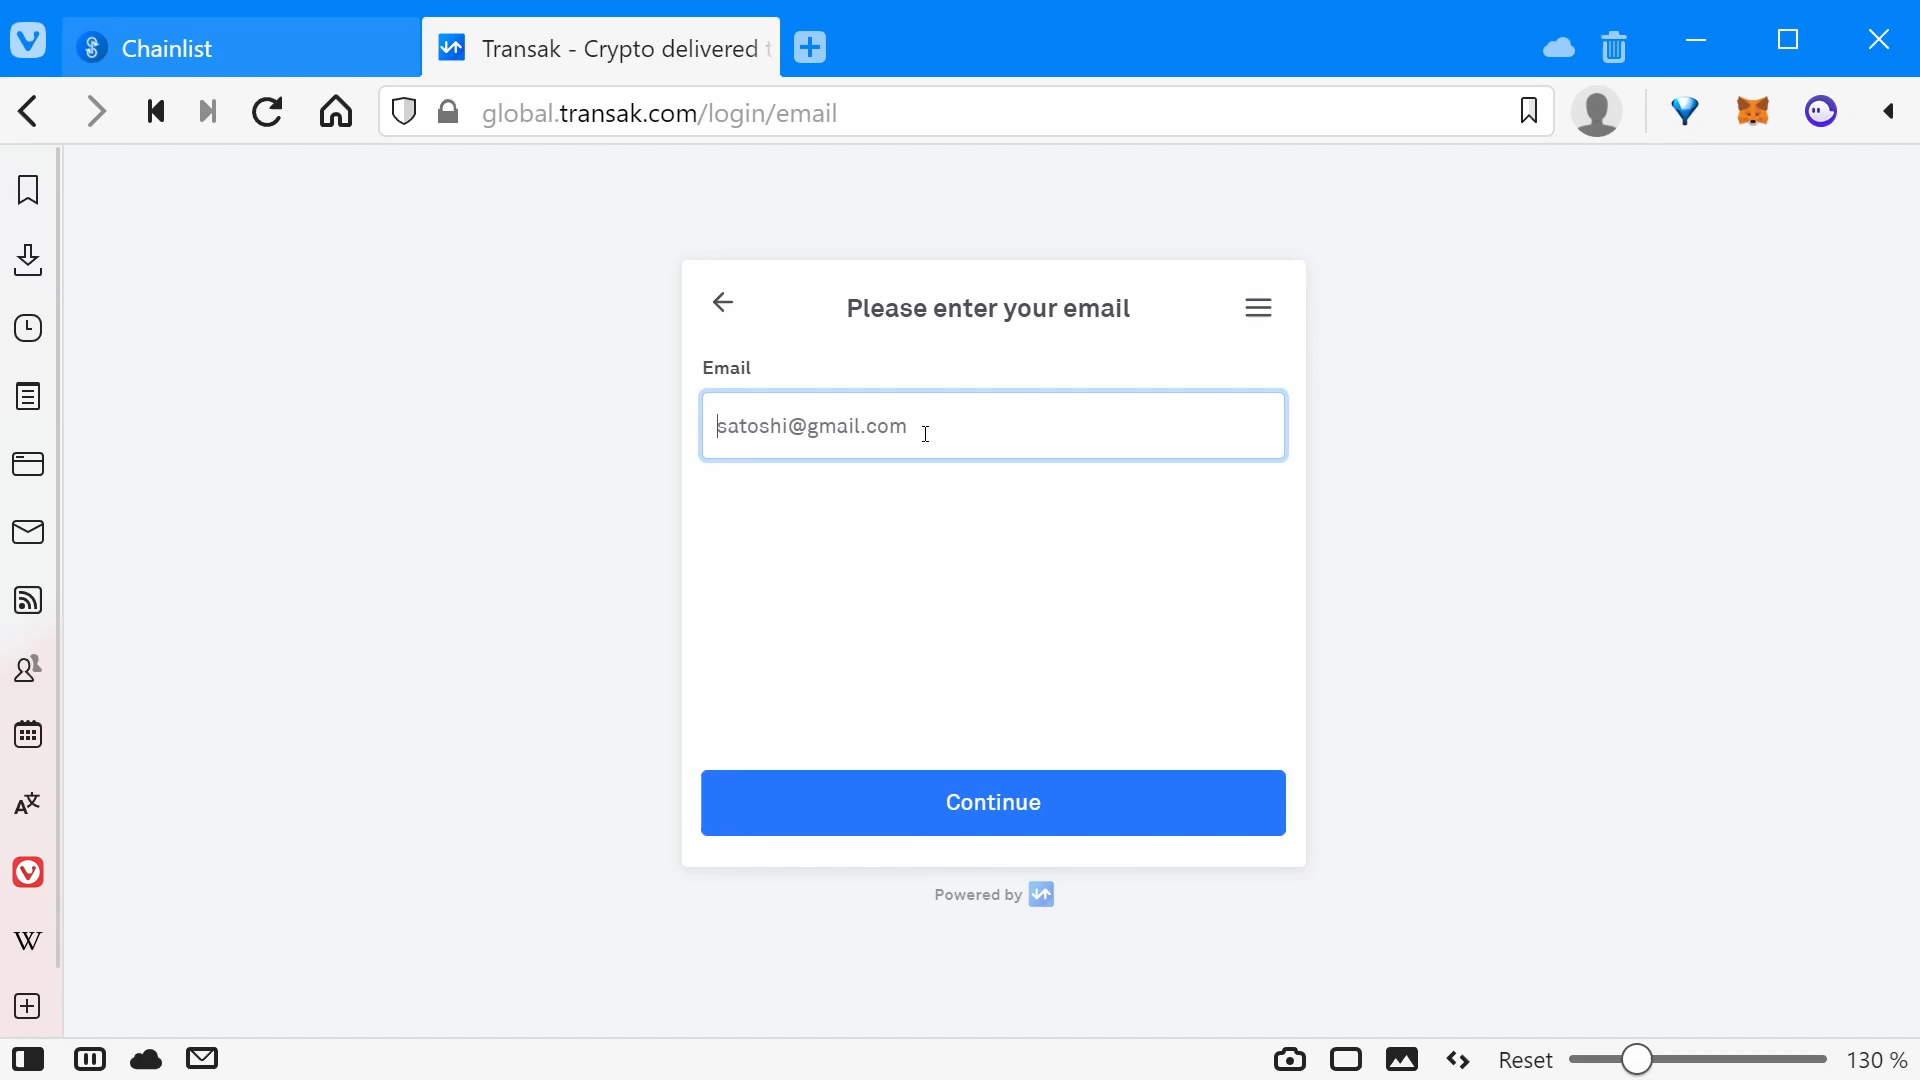 Chainlist
Transak - Crypto delivered t
global.transak.com/login/email
Please enter your email
Email
satoshi@gmail.com
Continue
Powered by
W
Reset 130 %